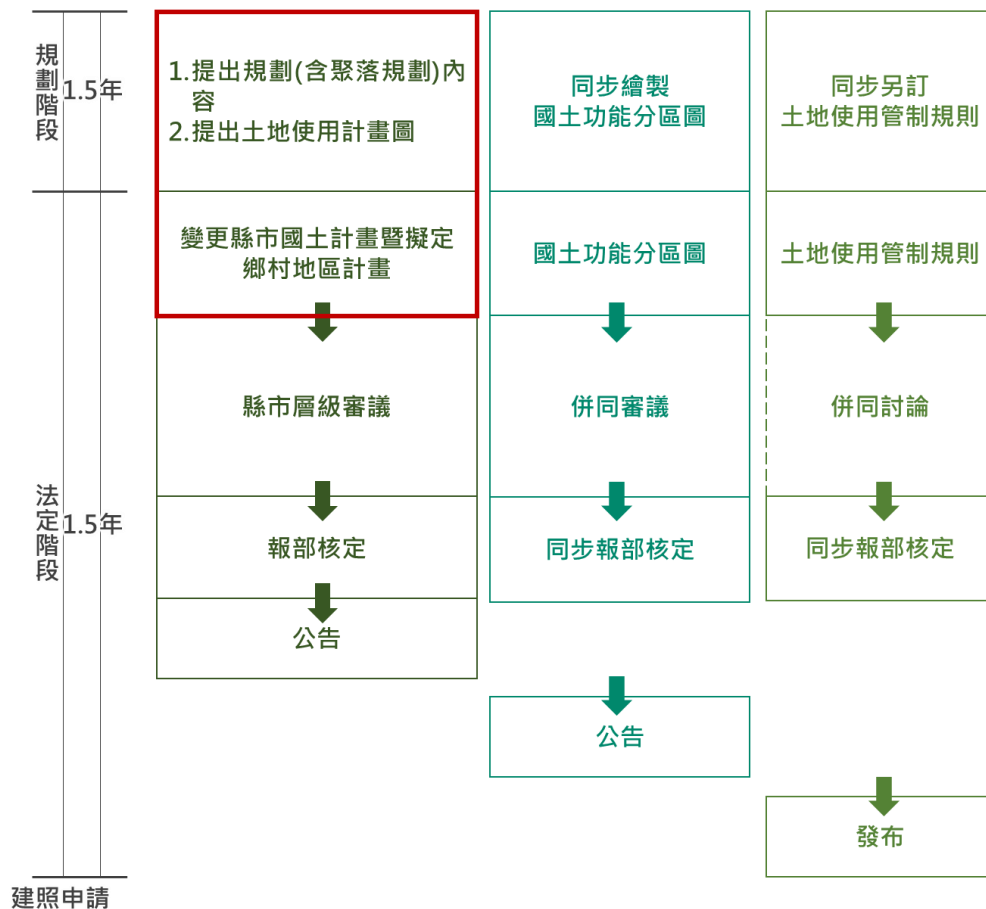 規劃階段
1.5年
1.提出規劃(含聚落規劃)內
容
2.提出土地使用計畫圖
同步繪製
國土功能分區圖
同步另訂
土地使用管制規則
變更縣市國土計畫暨擬定
鄉村地區計畫
國土功能分區圖
土地使用管制規則
縣市層級審議
併同審議
併同討論
法定階段
1.5年
報部核定
同步報部核定
同步報部核定
公告
公告
發布
建照申請